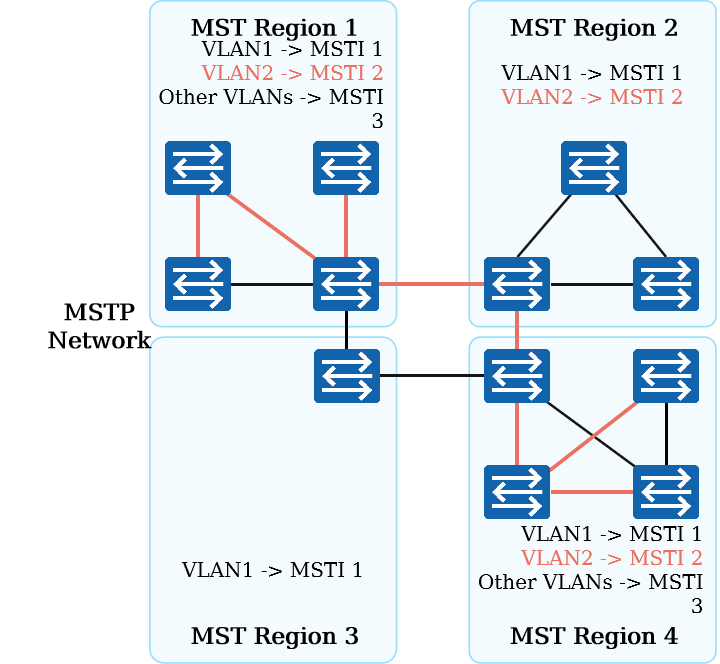 MST Region 1
VLAN1 -> MSTI 1
VLAN2 -> MSTI 2
Other VLANs -> MSTI
3
MST Region 2
VLAN1 -> MSTI 1
VLAN2 -> MSTI 2
MSTP
Network
VLAN1 -> MSTI 1
MST Region 3
VLAN1 -> MSTI 1
VLAN2 -> MSTI 2
Other VLANs -> MSTI
3
MST Region 4